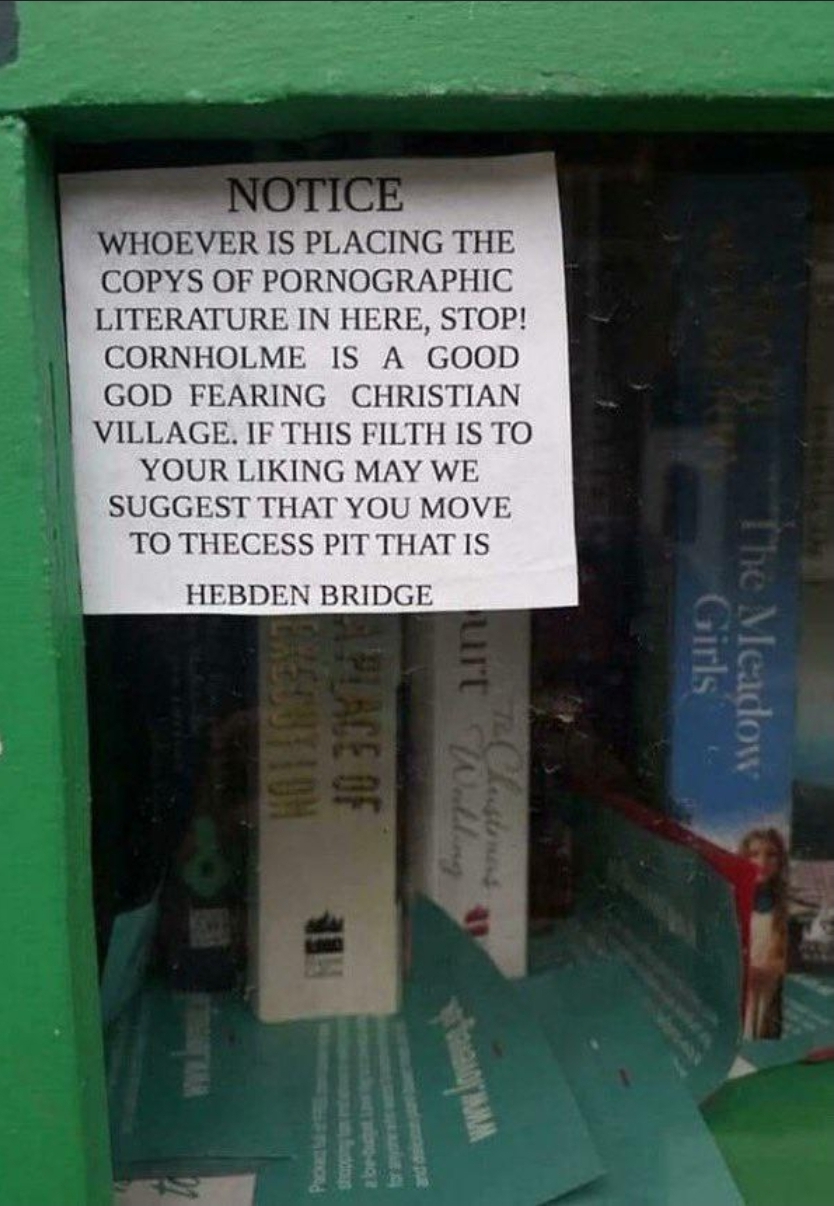 NOTICE
WHOEVER IS PLACING THE
COPYS OF PORNOGRAPHIC
LITERATURE IN HERE, STOP!
CORNHOLME IS A GOOD
GOD FEARING CHRISTIAN
VILLAGE. IF THIS FILTH IS TO
YOUR LIKING MAY WE
SUGGEST THAT YOU MOVE
TO THECESS PIT THAT IS
HEBDEN BRIDGE
A PLACE OF
EXECUTION
urt
The Christmas
Wedding
The Meadow
Girls